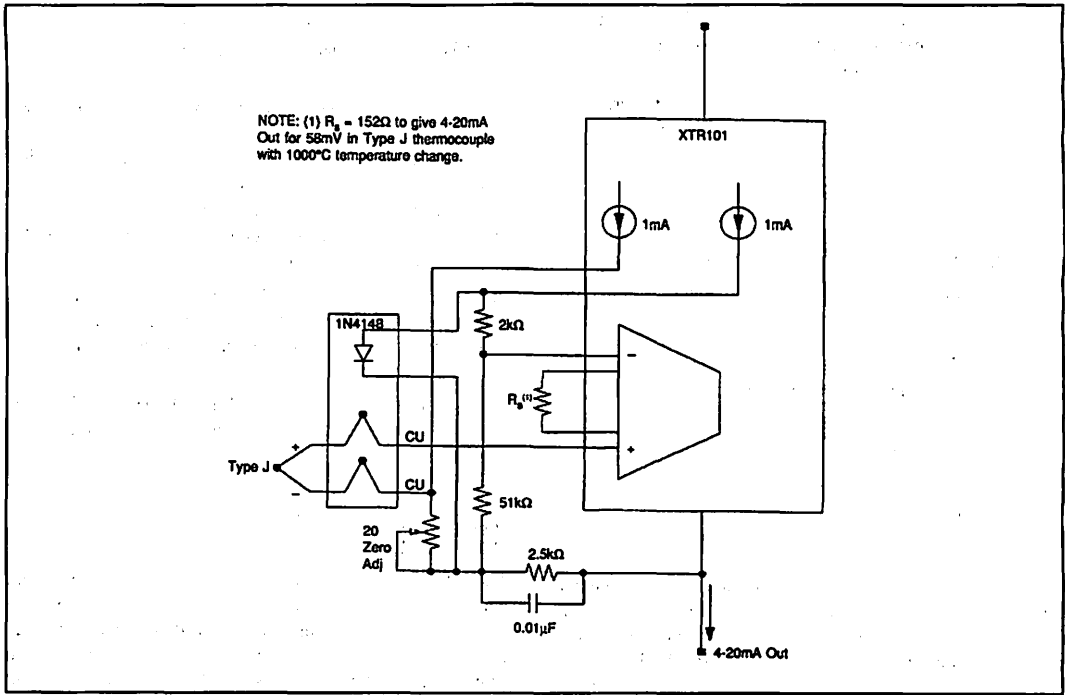 NOTE: (1) Rs = 152Ω to give 4-20mA
Out for 58mV in Type J thermocouple
with 1000°C temperature change.
XTR101
1mA
1mA
1N4148
2kΩ
−
Rs(1)
+
CU
+
Type J
CU
−
51kΩ
20
Zero
Adj
2.5kΩ
0.01µF
4-20mA Out